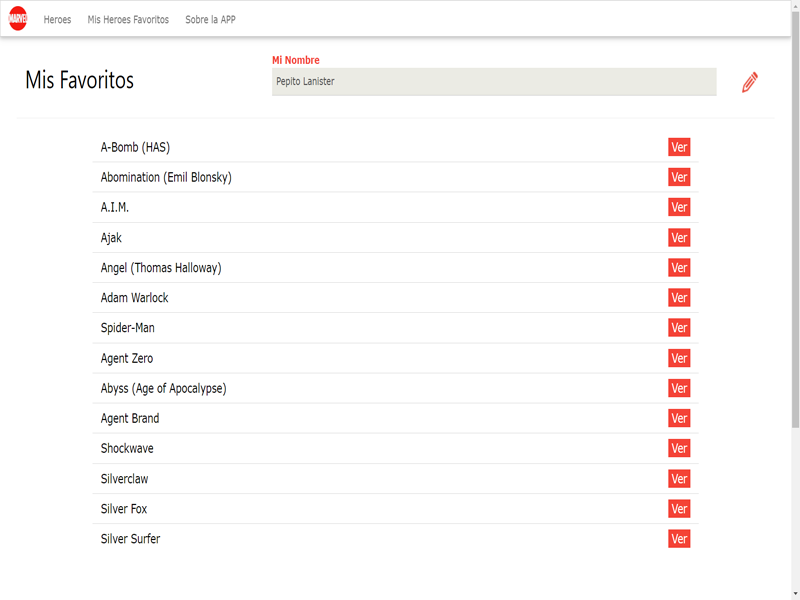 MARVEL Heroes Mis Heroes Favoritos Sobre la APP
Mi Nombre
Mis Favoritos Pepito Lanister
A-Bomb (HAS) Ver
Abomination (Emil Blonsky) Ver
A.I.M. Ver
Ajak Ver
Angel (Thomas Halloway) Ver
Adam Warlock Ver
Spider-Man Ver
Agent Zero Ver
Abyss (Age of Apocalypse) Ver
Agent Brand Ver
Shockwave Ver
Silverclaw Ver
Silver Fox Ver
Silver Surfer Ver